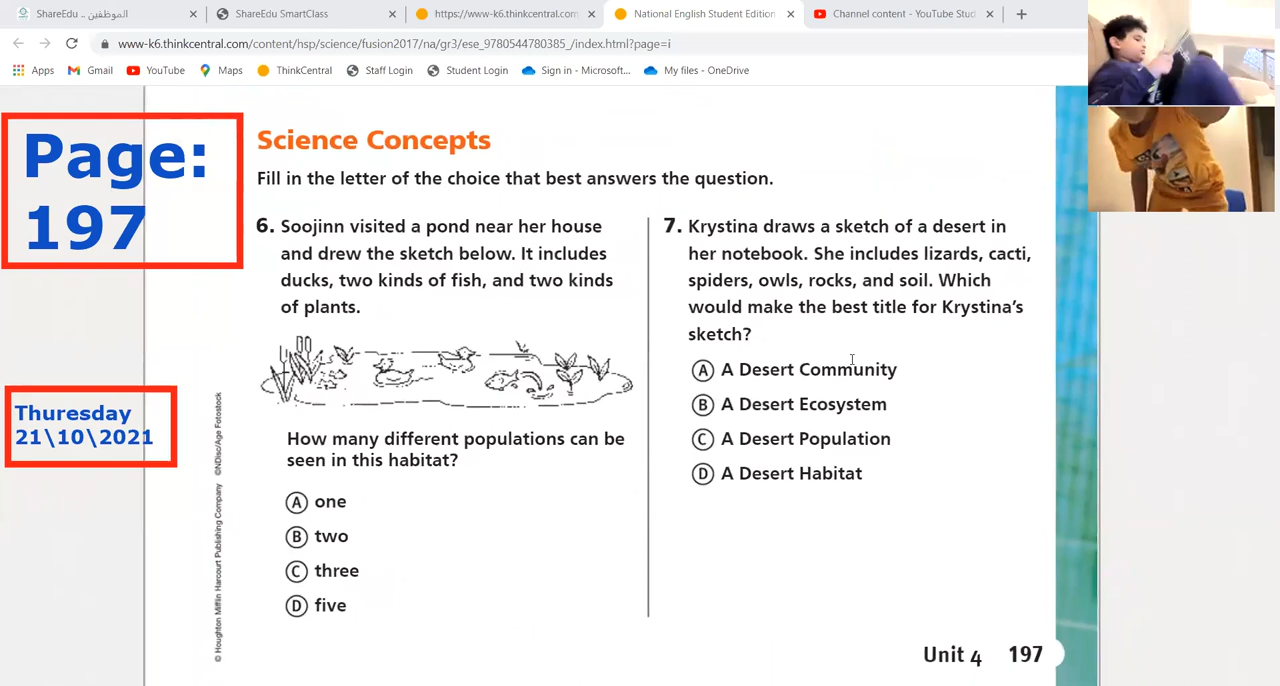 ShareEdu .. الموظفين
ShareEdu SmartClass
https://www-k6.thinkcentral.com
National English Student Edition
Channel content - YouTube Stud
www-k6.thinkcentral.com/content/hsp/science/fusion2017/na/gr3/ese_9780544780385_/index.html?page=i
Apps
Gmail
YouTube
Maps
ThinkCentral
Staff Login
Student Login
Sign in - Microsoft...
My files - OneDrive
Page:
197
Thuresday
21\10\2021
Science Concepts
Fill in the letter of the choice that best answers the question.
6. Soojinn visited a pond near her house
and drew the sketch below. It includes
ducks, two kinds of fish, and two kinds
of plants.
How many different populations can be
seen in this habitat?
A one
B two
C three
D five
7. Krystina draws a sketch of a desert in
her notebook. She includes lizards, cacti,
spiders, owls, rocks, and soil. Which
would make the best title for Krystina's
sketch?
A A Desert Community
B A Desert Ecosystem
C A Desert Population
D A Desert Habitat
© Houghton Mifflin Harcourt Publishing Company ©NDisc/Age Fotostock
Unit 4 197